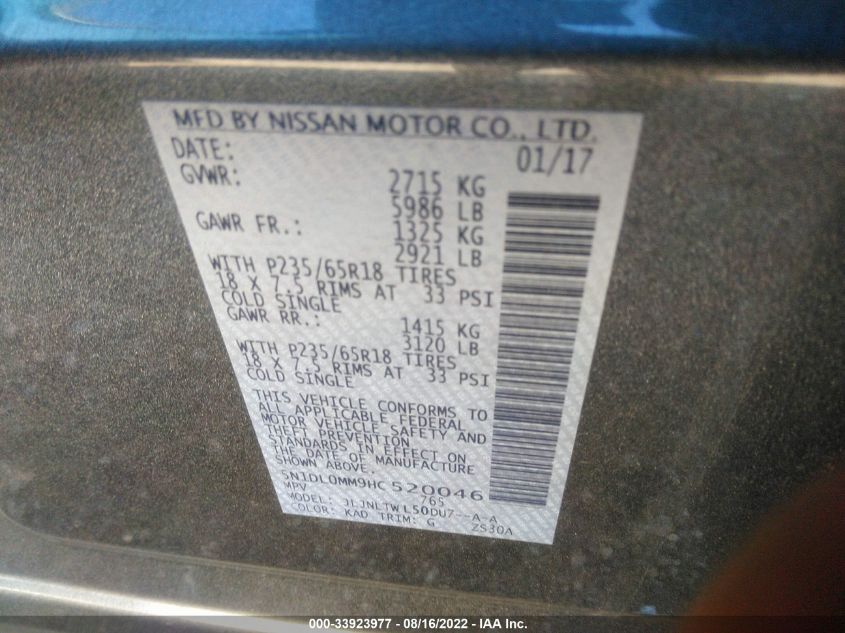 MFD BY NISSAN MOTOR CO., LTD.
DATE: 01/17
GVWR: 2715 KG
5986 LB
GAWR FR.: 1325 KG
2921 LB
WITH P235/65R18 TIRES
18 X 7.5 RIMS AT 33 PSI
COLD SINGLE
GAWR RR.: 1415 KG
3120 LB
WITH P235/65R18 TIRES
18 X 7.5 RIMS AT 33 PSI
COLD SINGLE
THIS VEHICLE CONFORMS TO
ALL APPLICABLE FEDERAL
MOTOR VEHICLE SAFETY AND
THEFT PREVENTION
STANDARDS IN EFFECT ON
THE DATE OF MANUFACTURE
SHOWN ABOVE.
5N1DL0MM9HC520046
MPV 765
MODEL: JLJNLTWL50DU7--A-A
COLOR: KAD TRIM: G ZS30A
000-33923977 - 08/16/2022 - IAA Inc.